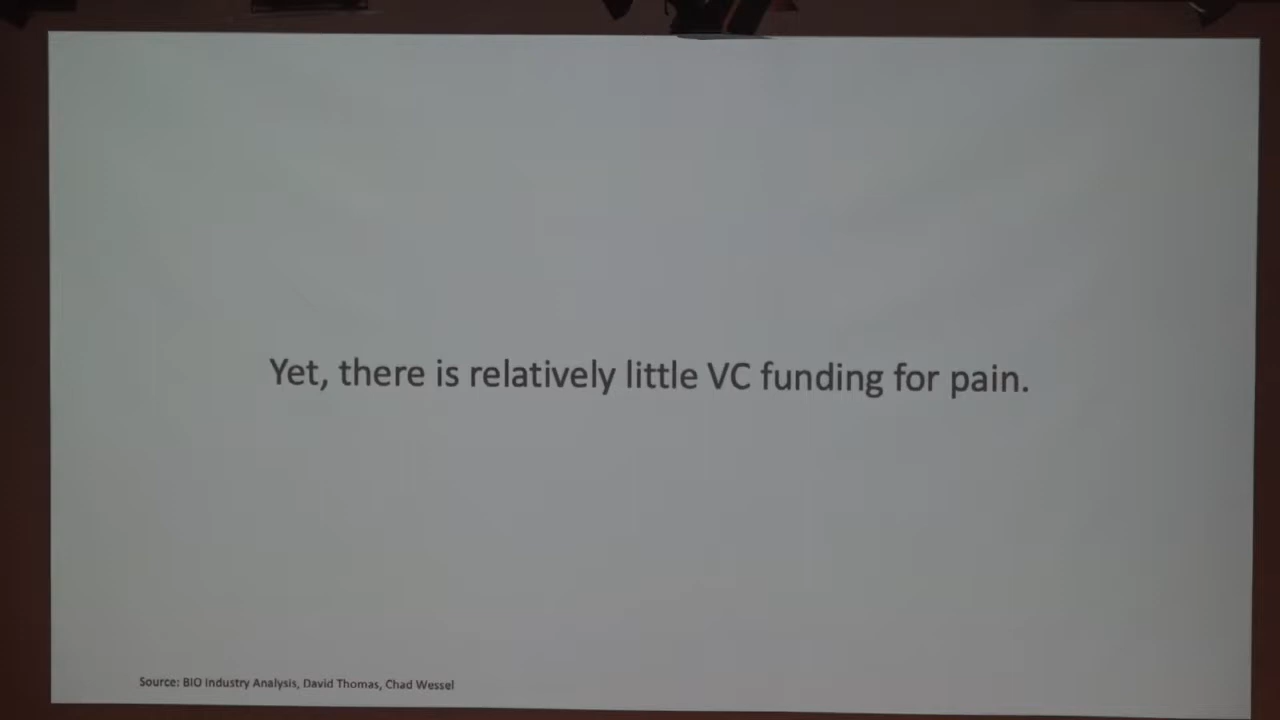 Yet, there is relatively little VC funding for pain.
Source: BIO Industry Analysis, David Thomas, Chad Wessel